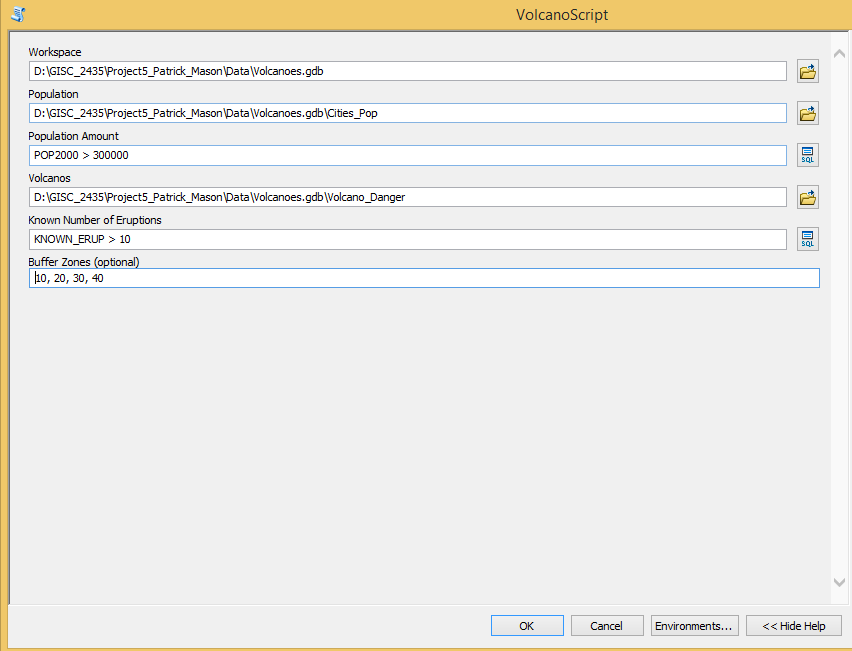 VolcanoScript
Workspace
D:\GISC_2435\Project5_Patrick_Mason\Data\Volcanoes.gdb
Population
D:\GISC_2435\Project5_Patrick_Mason\Data\Volcanoes.gdb\Cities_Pop
Population Amount
POP2000 > 300000
SQL
Volcanos
D:\GISC_2435\Project5_Patrick_Mason\Data\Volcanoes.gdb\Volcano_Danger
Known Number of Eruptions
KNOWN_ERUP > 10
SQL
Buffer Zones (optional)
10, 20, 30, 40
OK Cancel Environments... << Hide Help